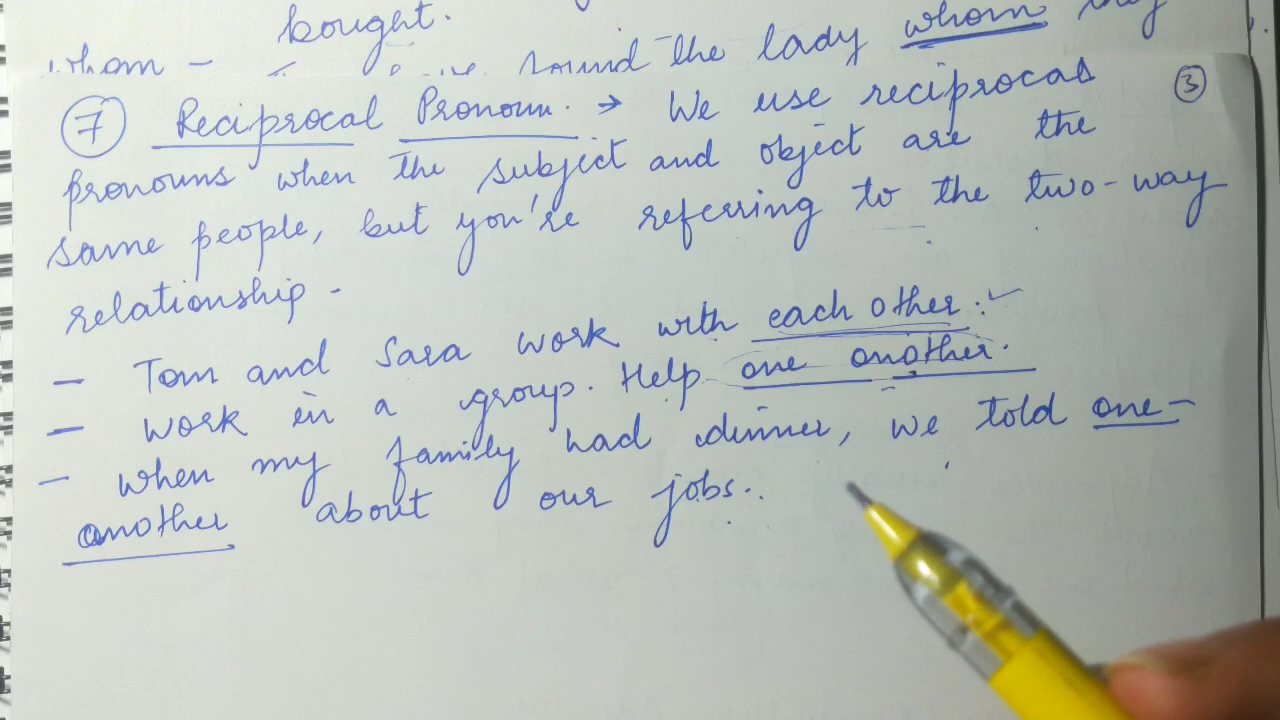 bought.
whom - the lady whom they
③
⑦ Reciprocal Pronoun. → We use reciprocal
pronouns when the subject and object are the
same people, but you're referring to the two-way
relationship -
- Tom and Sara work with each other. ✓
- Work in a group. Help one another.
- When my family had dinner, we told one-
another about our jobs..